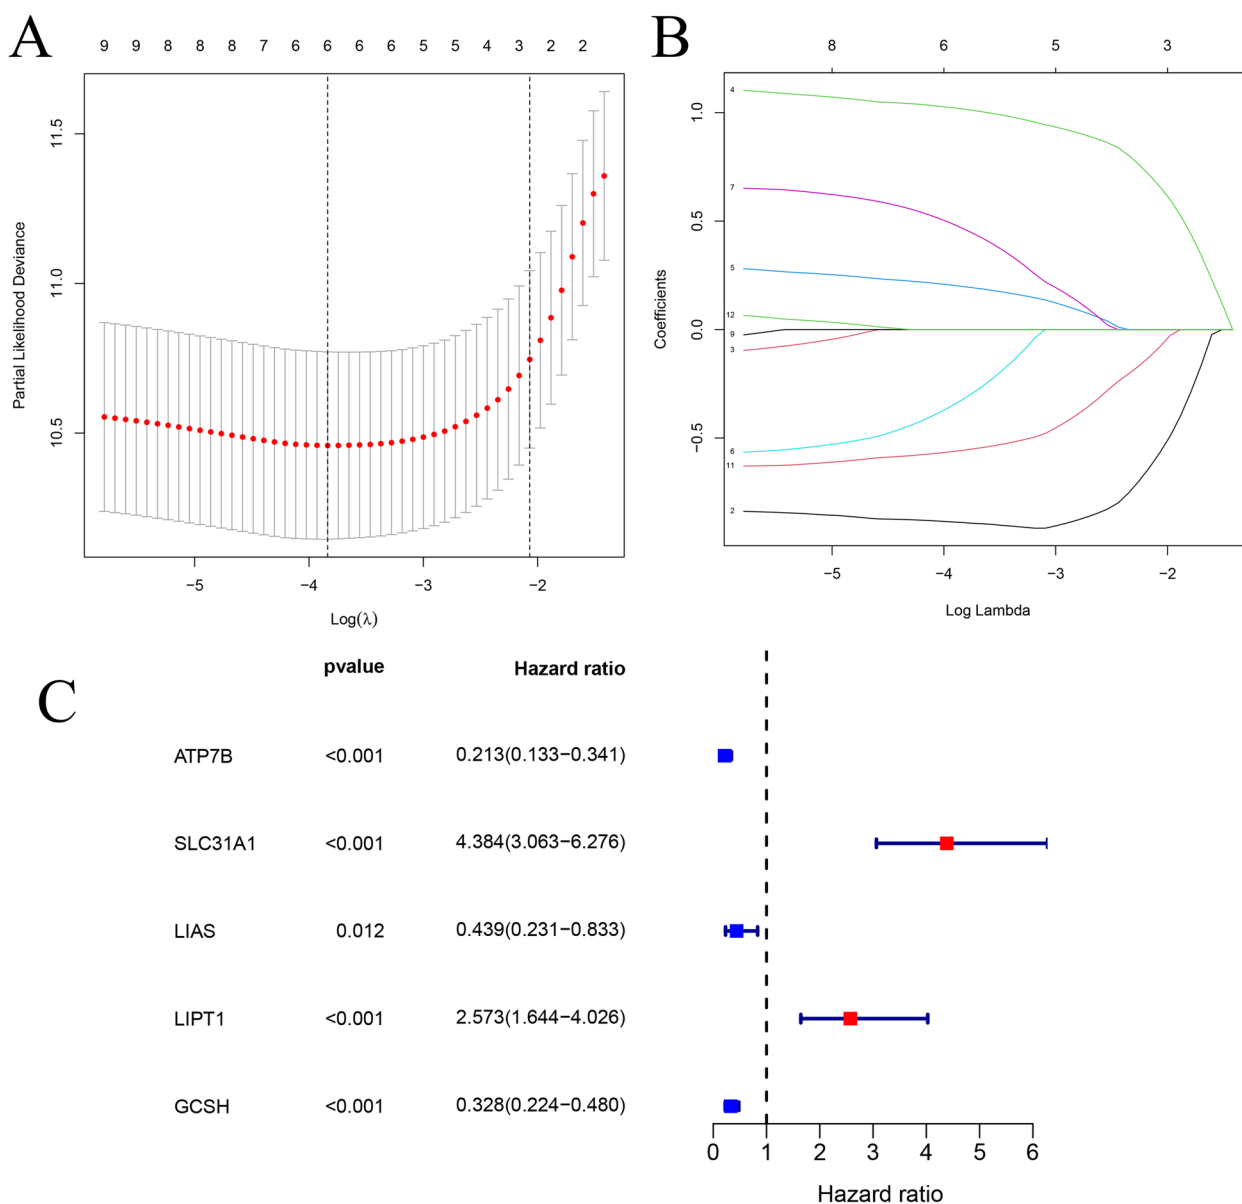 A
9 9 8 8 8 7 6 6 6 6 5 5 4 3 2 2
Partial Likelihood Deviance
11.5
11.0
10.5
−5 −4 −3 −2
Log(λ)
B
8 6 5 3
Coefficients
1.0
0.5
0.0
−0.5
4
7
5
12
9
3
6
11
2
−5 −4 −3 −2
Log Lambda
C
pvalue Hazard ratio
ATP7B <0.001 0.213(0.133−0.341)
SLC31A1 <0.001 4.384(3.063−6.276)
LIAS 0.012 0.439(0.231−0.833)
LIPT1 <0.001 2.573(1.644−4.026)
GCSH <0.001 0.328(0.224−0.480)
0 1 2 3 4 5 6
Hazard ratio